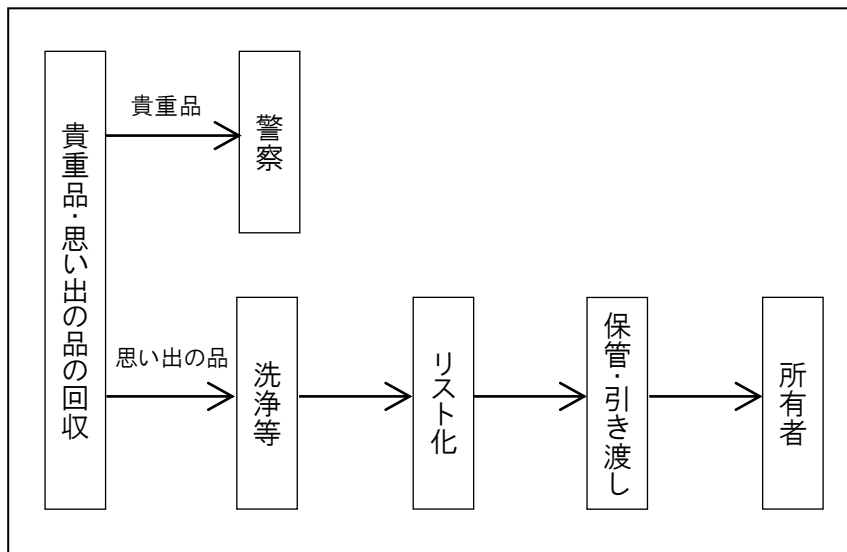 貴重品・思い出の品の回収
貴重品
警察
思い出の品
洗浄等
リスト化
保管・引き渡し
所有者